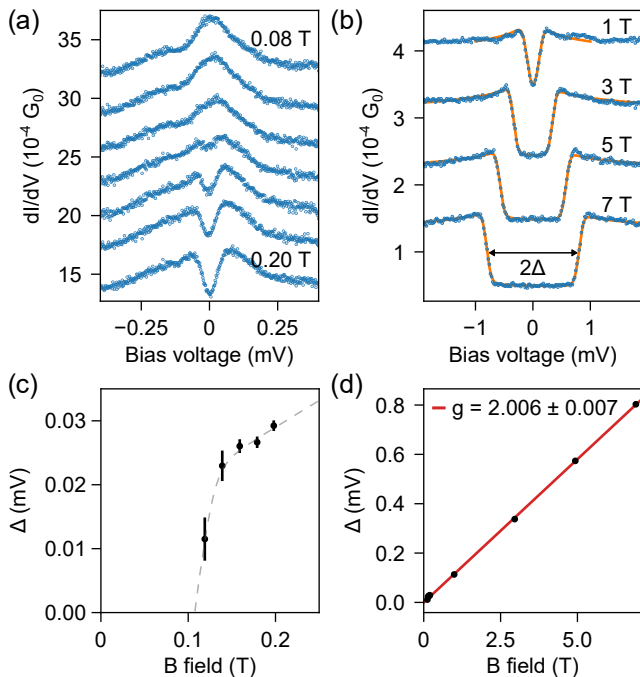 (a)
35
30
25
20
15
dI/dV (10⁻⁴ G₀)
0.08 T
0.20 T
−0.25
0
0.25
Bias voltage (mV)
(b)
4
3
2
1
dI/dV (10⁻⁴ G₀)
1 T
3 T
5 T
7 T
2Δ
−1
0
1
Bias voltage (mV)
(c)
0.03
0.02
0.01
0.00
Δ (mV)
0
0.1
0.2
B field (T)
(d)
0.8
0.6
0.4
0.2
0.0
Δ (mV)
g = 2.006 ± 0.007
0
2.5
5.0
B field (T)